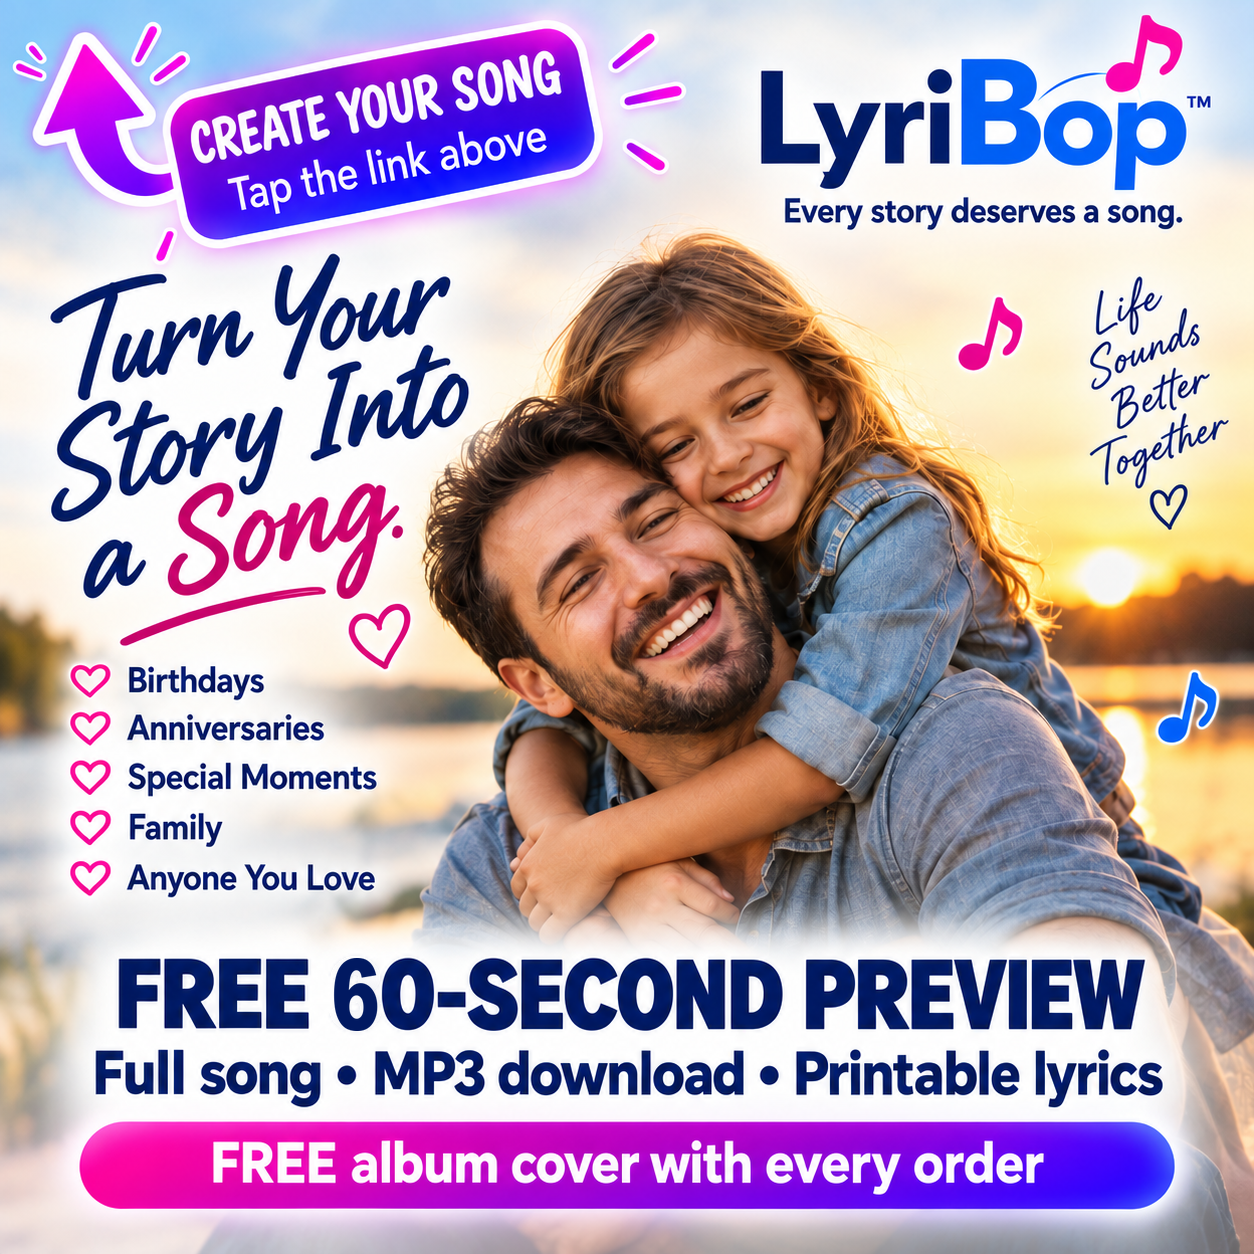 CREATE YOUR SONG
Tap the link above
LyriBop™
Every story deserves a song.
Turn Your
Story Into
a Song.
Life
Sounds
Better
Together
Birthdays
Anniversaries
Special Moments
Family
Anyone You Love
FREE 60-SECOND PREVIEW
Full song • MP3 download • Printable lyrics
FREE album cover with every order